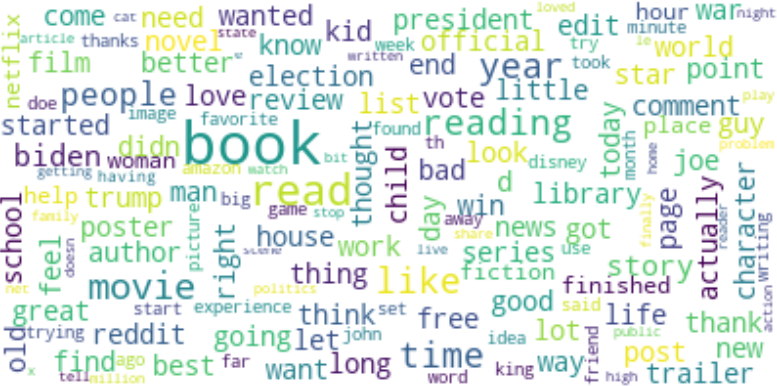 netflix come cat need wanted kid president loved edit hour war night
article thanks novel state know week official try minute le world
film better election written end year took star point
doe people love review list vote little comment play
started image favorite book found reading today month place guy problem
biden didn woman amazon watch bit thought th look disney home joe
getting having child bad d library
help trump man big read game stop day away win page actually character
school family poster picture house work share news got finally reader writing
feel doesn author right scene live series use story
movie thing like fiction finished action
net start experience politics good said life
great think set free lot public thank
old trying reddit going let john idea friend post new
x find ago best far want long time king way
tell million word high trailer